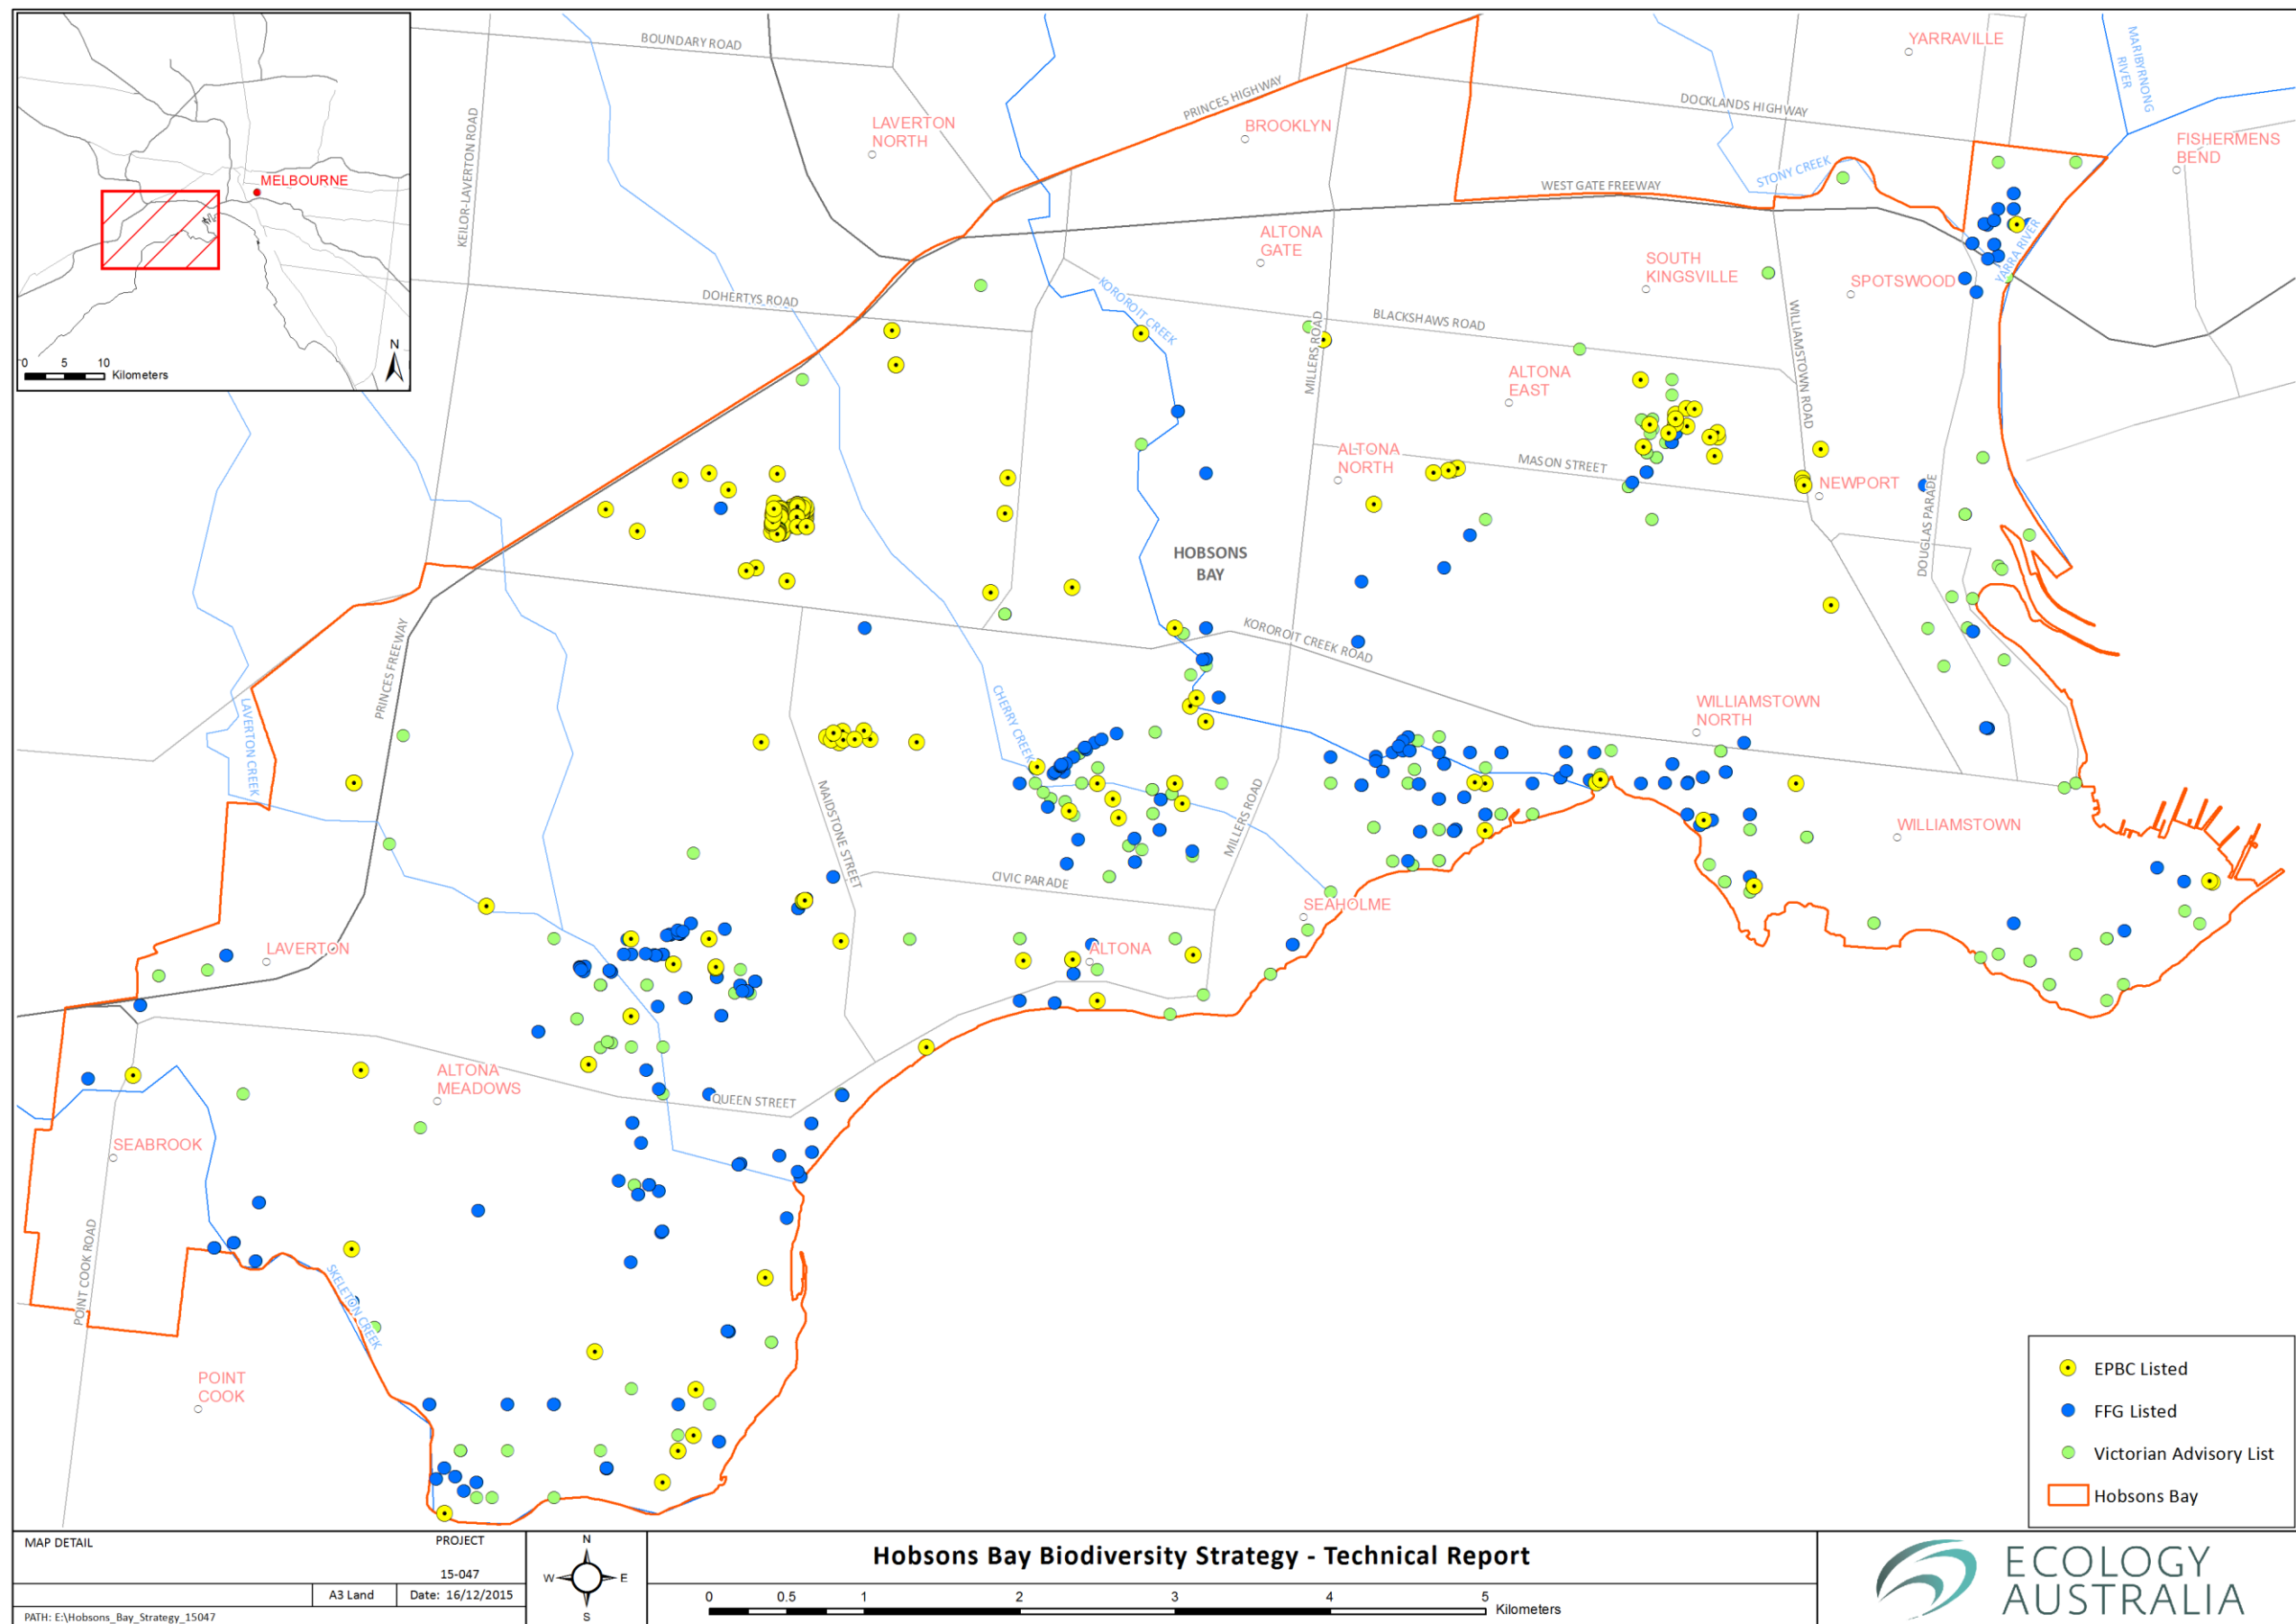 BOUNDARY ROAD
YARRAVILLE
MARIBYRNONG
RIVER
PRINCES HIGHWAY
DOCKLANDS HIGHWAY
KEILOR-LAVERTON ROAD
LAVERTON
NORTH
BROOKLYN
FISHERMENS
BEND
MELBOURNE
STONY CREEK
WEST GATE FREEWAY
ALTONA
GATE
SOUTH
KINGSVILLE
SPOTSWOOD
YARRA RIVER
DOHERTYS ROAD
KOROROIT CREEK
BLACKSHAWS ROAD
MILLERS ROAD
WILLIAMSTOWN ROAD
N
0 5 10
Kilometers
ALTONA
EAST
ALTONA
NORTH
MASON STREET
NEWPORT
DOUGLAS PARADE
HOBSONS
BAY
KOROROIT CREEK ROAD
PRINCES FREEWAY
LAVERTON CREEK
CHERRY CREEK
WILLIAMSTOWN
NORTH
MAIDSTONE STREET
MILLERS ROAD
WILLIAMSTOWN
CIVIC PARADE
SEAHOLME
LAVERTON
ALTONA
ALTONA
MEADOWS
QUEEN STREET
SEABROOK
POINT COOK ROAD
SKELETON CREEK
POINT
COOK
EPBC Listed
FFG Listed
Victorian Advisory List
Hobsons Bay
MAP DETAIL
PROJECT
15-047
A3 Land
Date: 16/12/2015
PATH: E:\Hobsons_Bay_Strategy_15047
N
W E
S
Hobsons Bay Biodiversity Strategy - Technical Report
0 0.5 1 2 3 4 5
Kilometers
ECOLOGY
AUSTRALIA